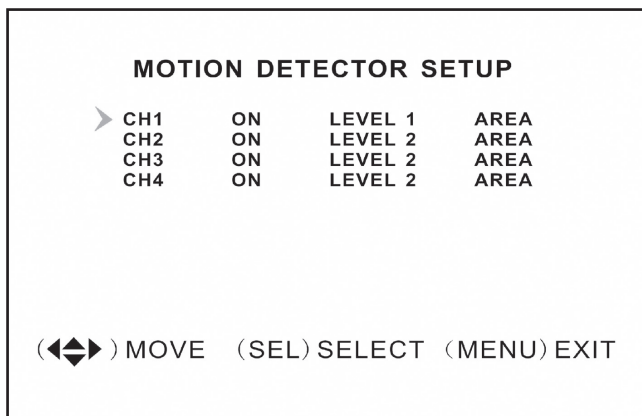 MOTION DETECTOR SETUP
CH1 ON LEVEL 1 AREA
CH2 ON LEVEL 2 AREA
CH3 ON LEVEL 2 AREA
CH4 ON LEVEL 2 AREA
(◀◆▶) MOVE (SEL) SELECT (MENU) EXIT